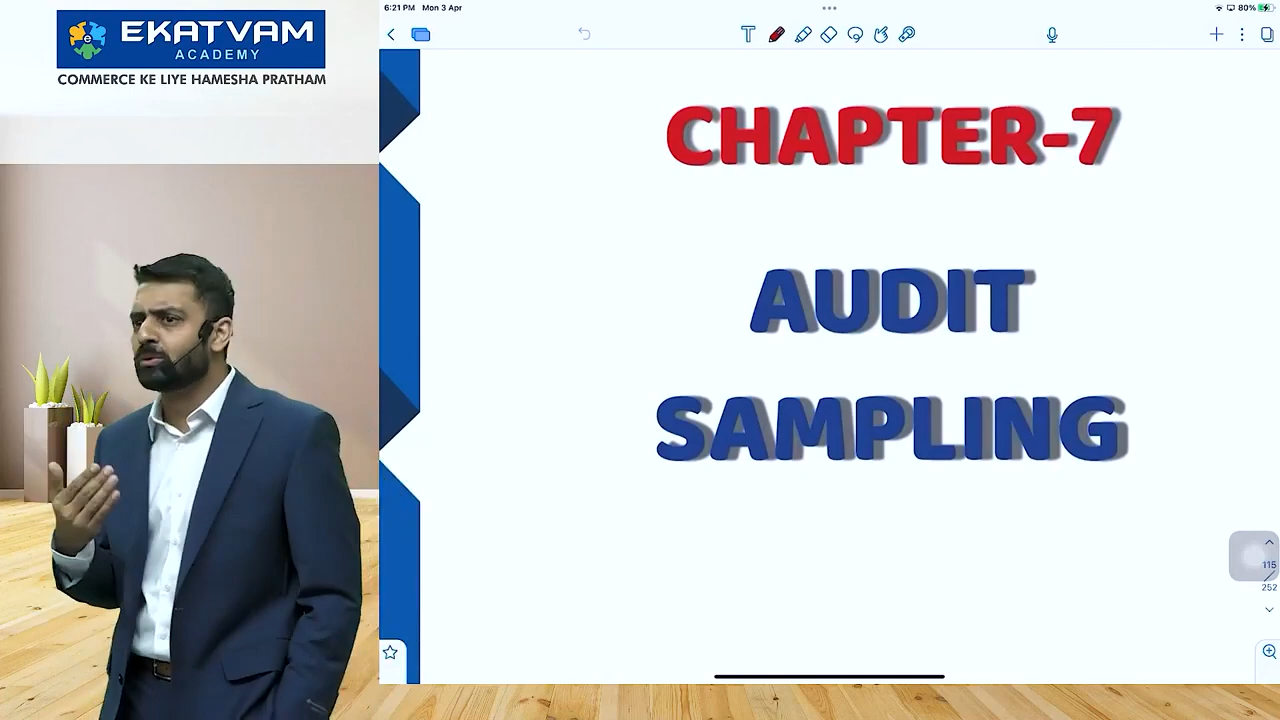 EKATVAM
ACADEMY
COMMERCE KE LIYE HAMESHA PRATHAM
6:21 PM Mon 3 Apr
80%
CHAPTER-7
AUDIT
SAMPLING
115
252